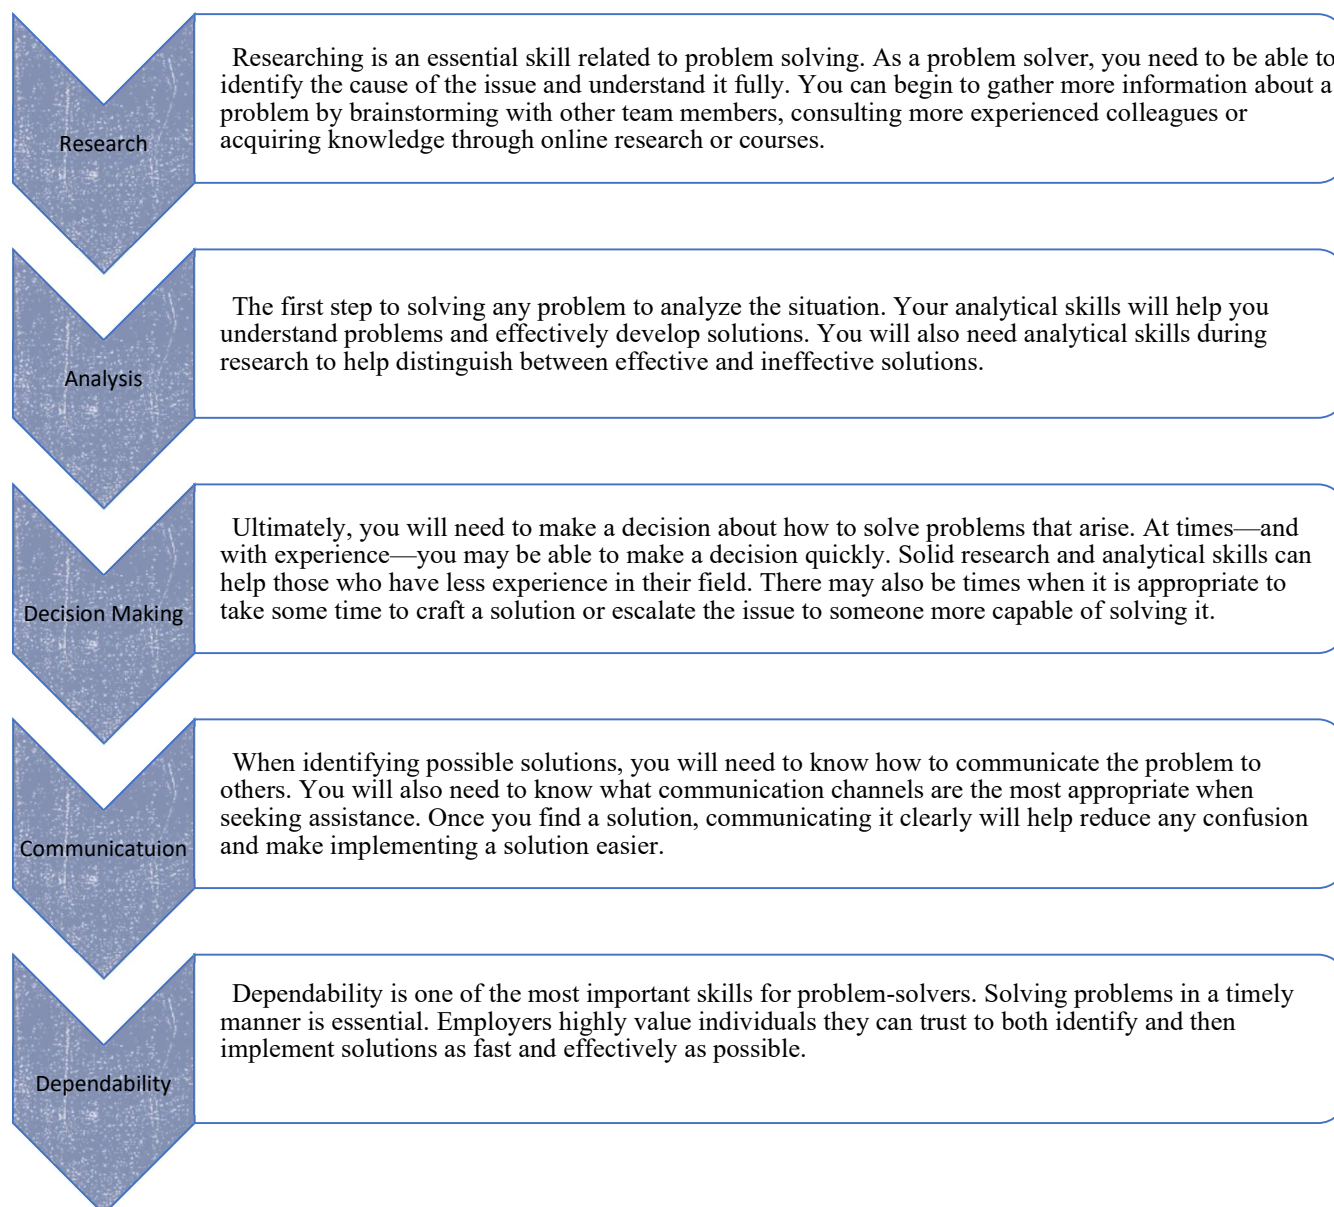 Research
Researching is an essential skill related to problem solving. As a problem solver, you need to be able to
identify the cause of the issue and understand it fully. You can begin to gather more information about a
problem by brainstorming with other team members, consulting more experienced colleagues or
acquiring knowledge through online research or courses.
Analysis
The first step to solving any problem to analyze the situation. Your analytical skills will help you
understand problems and effectively develop solutions. You will also need analytical skills during
research to help distinguish between effective and ineffective solutions.
Decision Making
Ultimately, you will need to make a decision about how to solve problems that arise. At times—and
with experience—you may be able to make a decision quickly. Solid research and analytical skills can
help those who have less experience in their field. There may also be times when it is appropriate to
take some time to craft a solution or escalate the issue to someone more capable of solving it.
Communicatuion
When identifying possible solutions, you will need to know how to communicate the problem to
others. You will also need to know what communication channels are the most appropriate when
seeking assistance. Once you find a solution, communicating it clearly will help reduce any confusion
and make implementing a solution easier.
Dependability
Dependability is one of the most important skills for problem-solvers. Solving problems in a timely
manner is essential. Employers highly value individuals they can trust to both identify and then
implement solutions as fast and effectively as possible.